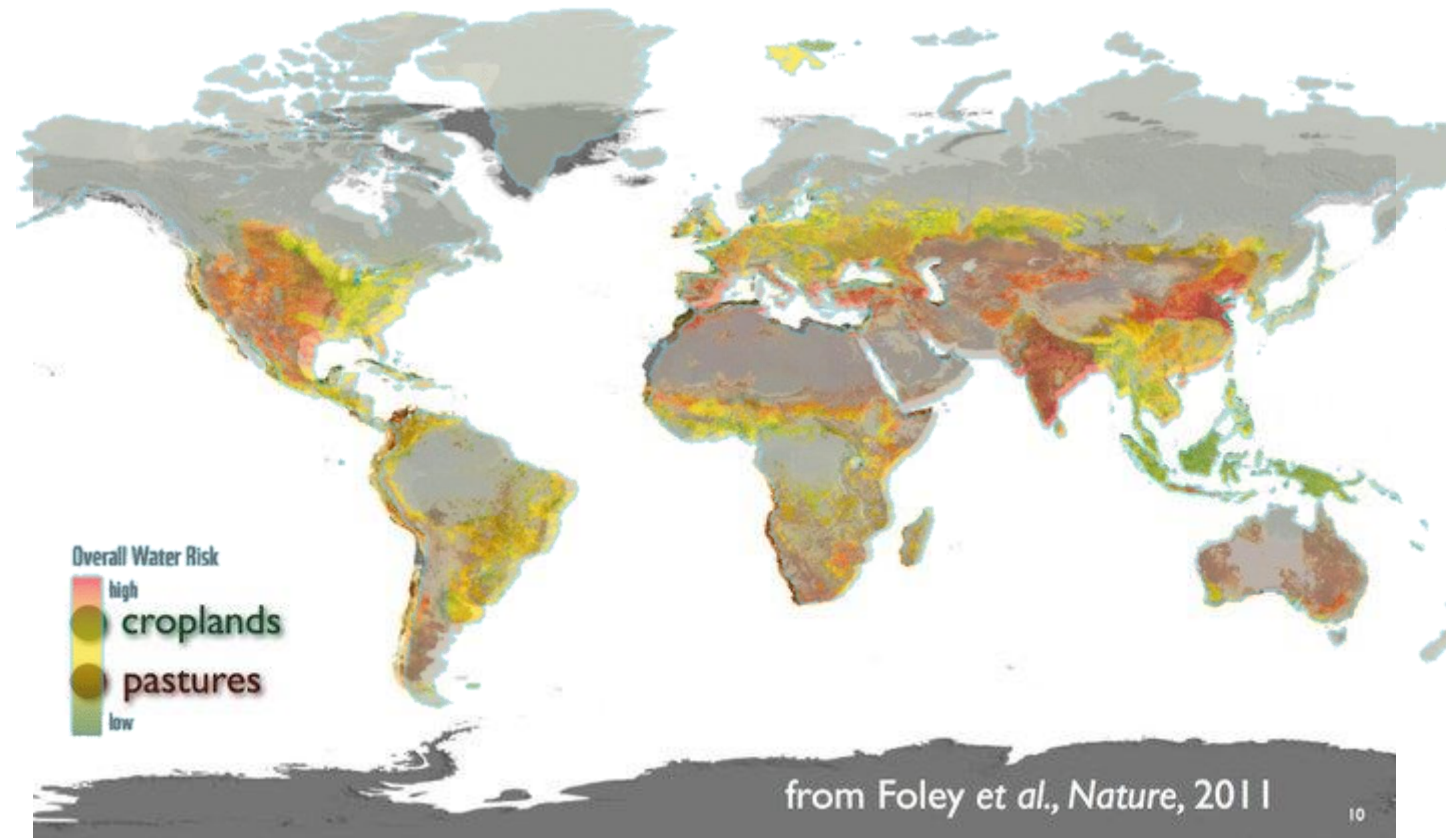 Overall Water Risk
high
croplands
pastures
low
from Foley et al., Nature, 2011
10